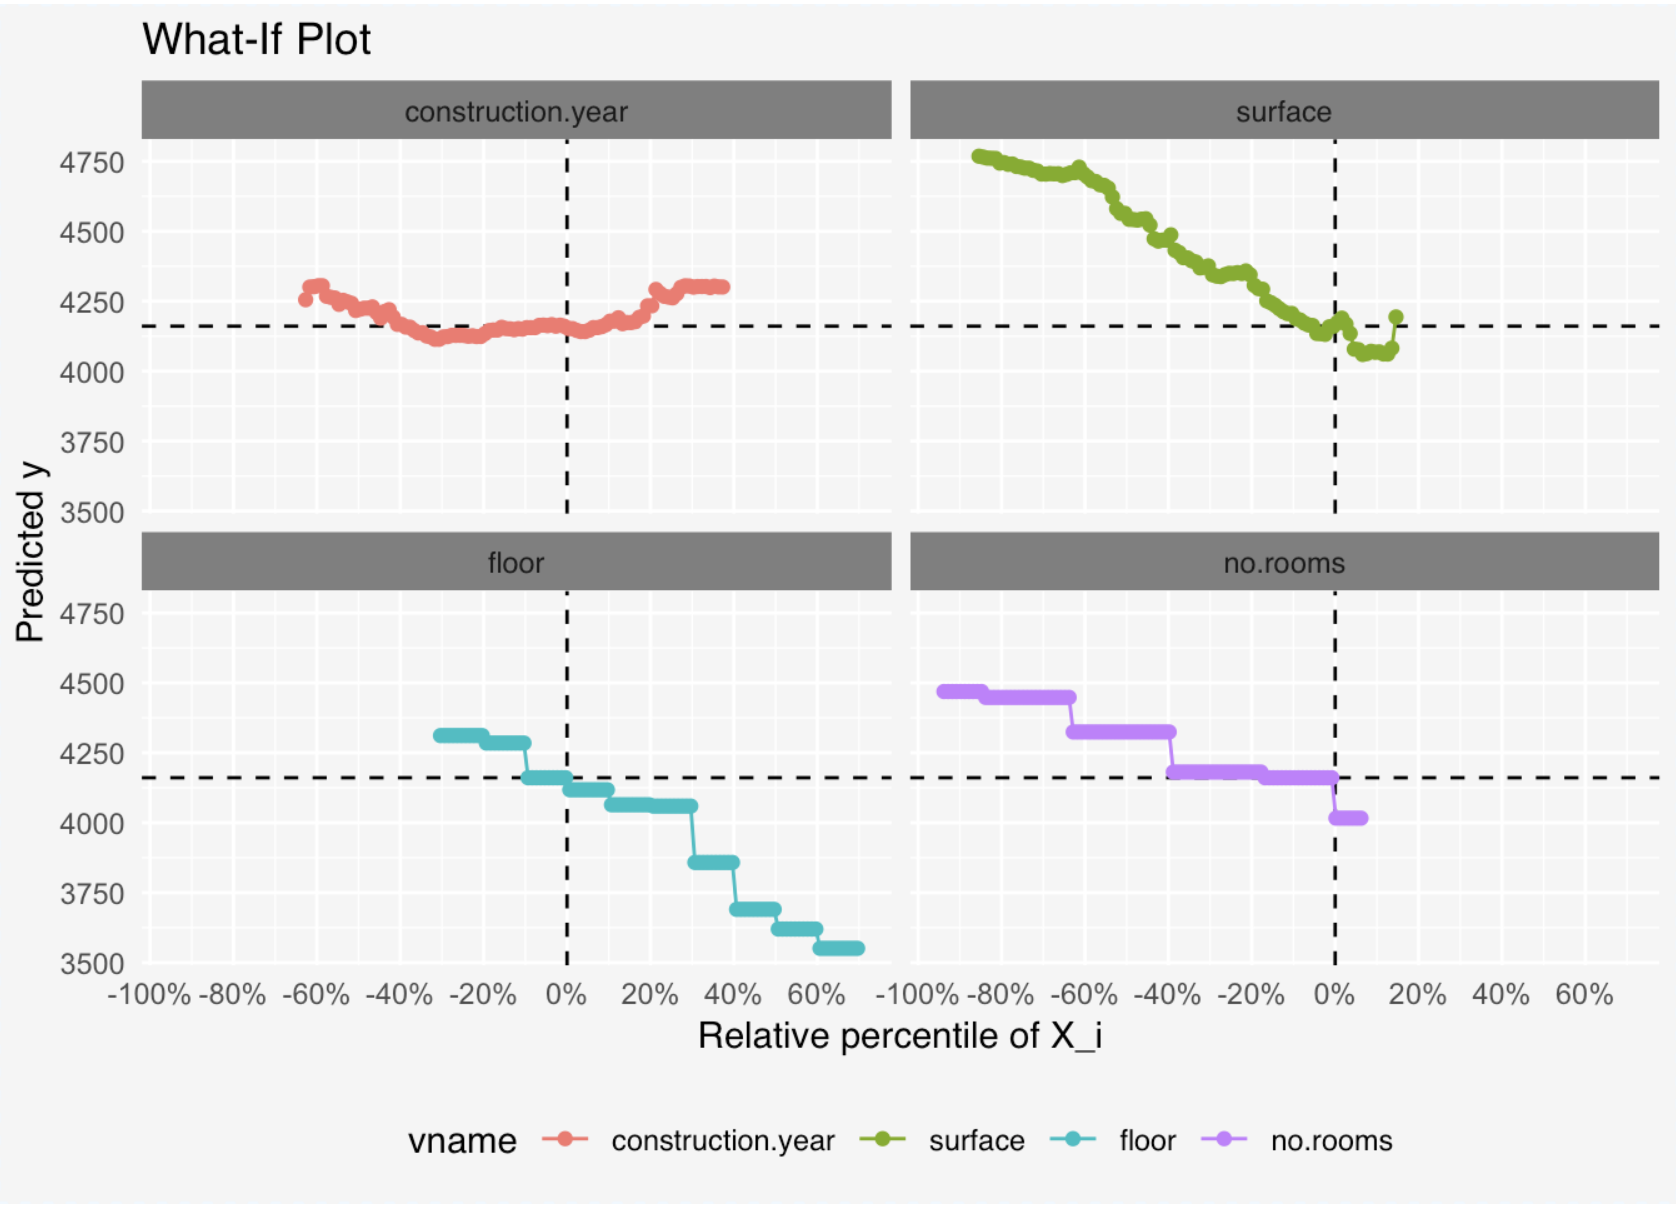 What-If Plot
construction.year surface
4750
4500
4250
4000
3750
3500
Predicted y
floor no.rooms
4750
4500
4250
4000
3750
3500
-100% -80% -60% -40% -20% 0% 20% 40% 60% -100% -80% -60% -40% -20% 0% 20% 40% 60%
Relative percentile of X_i
vname construction.year surface floor no.rooms